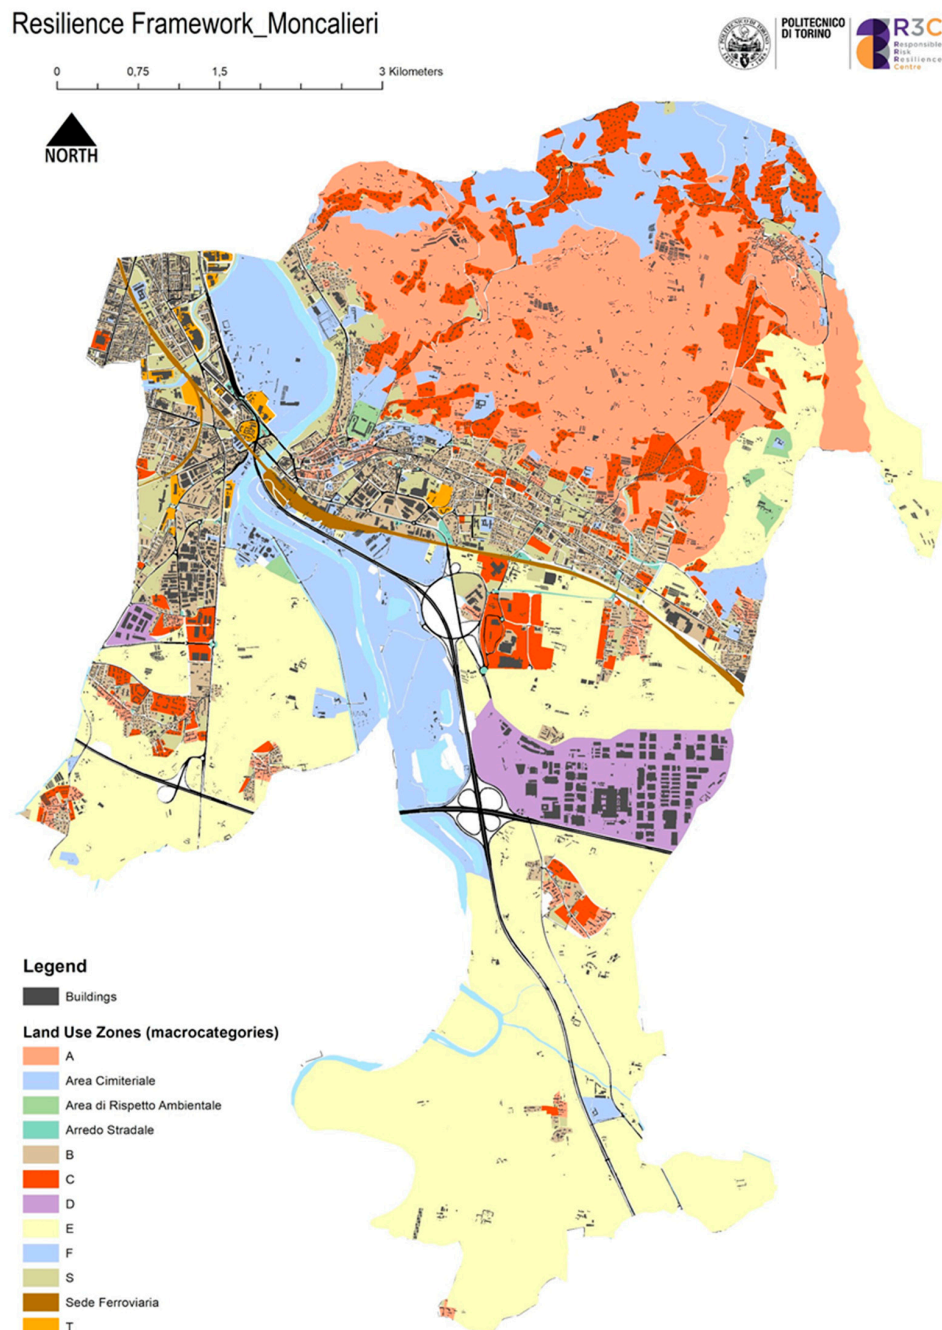 Resilience Framework_Moncalieri
POLITECNICO
DI TORINO
R3C
Responsible
Risk
Resilience
Centre
0 0,75 1,5 3 Kilometers
NORTH
Legend
Buildings
Land Use Zones (macrocategories)
A
Area Cimiteriale
Area di Rispetto Ambientale
Arredo Stradale
B
C
D
E
F
S
Sede Ferroviaria
T